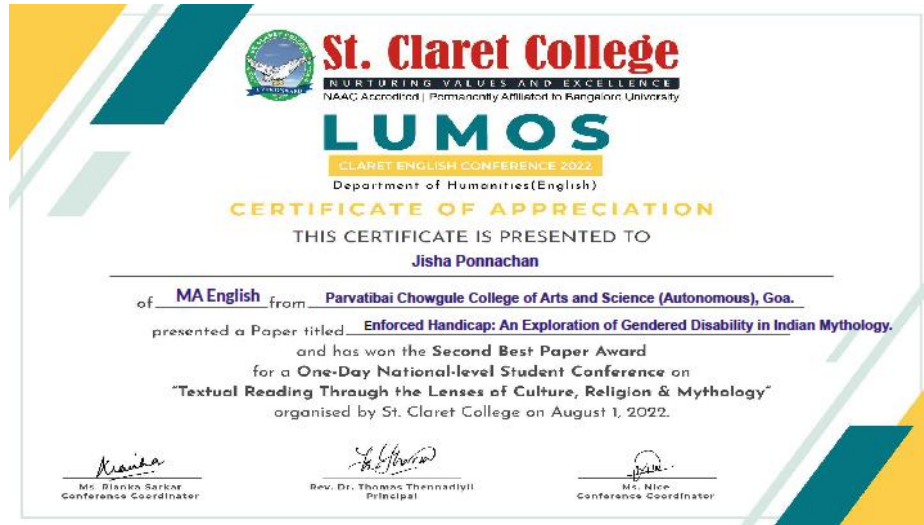 St. Claret College
NURTURING VALUES AND EXCELLENCE
NAAC Accredited | Permanently Affiliated to Bangalore University
LUMOS
CLARET ENGLISH CONFERENCE 2022
Department of Humanities(English)
CERTIFICATE OF APPRECIATION
THIS CERTIFICATE IS PRESENTED TO
Jisha Ponnachan
of MA English from Parvatibai Chowgule College of Arts and Science (Autonomous), Goa.
presented a Paper titled Enforced Handicap: An Exploration of Gendered Disability in Indian Mythology.
and has won the Second Best Paper Award
for a One-Day National-level Student Conference on
"Textual Reading Through the Lenses of Culture, Religion & Mythology"
organised by St. Claret College on August 1, 2022.
Ms. Rianka Sarkar
Conference Coordinator
Rev. Dr. Thomas Thennadiyil
Principal
Ms. Nice
Conference Coordinator